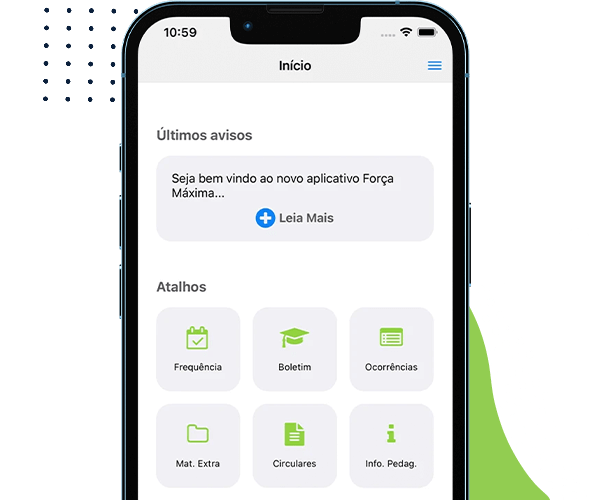 10:59
Início
Últimos avisos
Seja bem vindo ao novo aplicativo Força
Máxima...
Leia Mais
Atalhos
Frequência
Boletim
Ocorrências
Mat. Extra
Circulares
Info. Pedag.